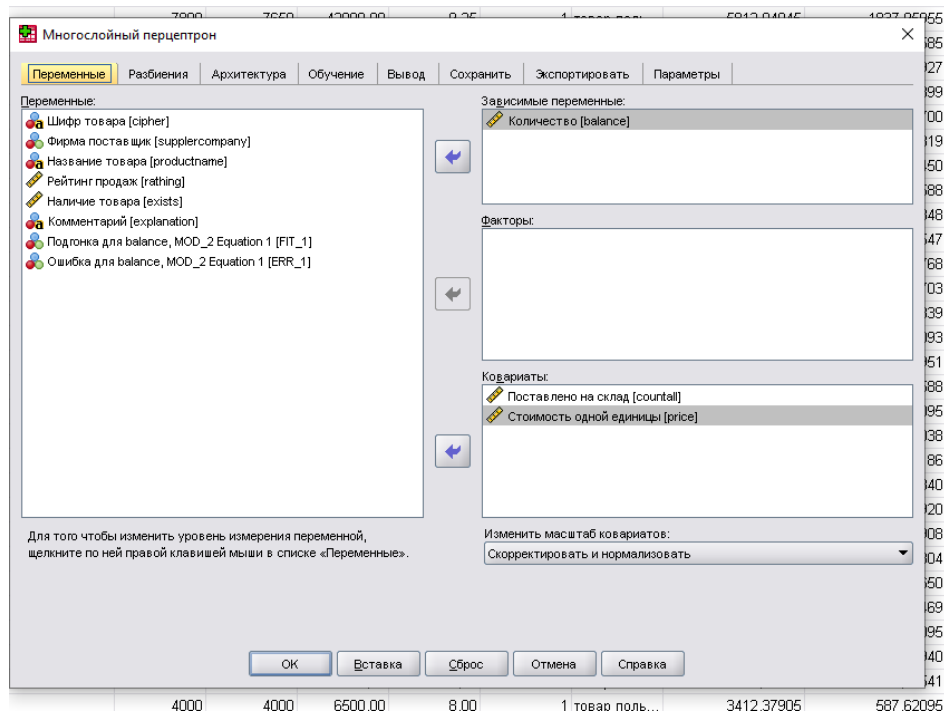 Многослойный перцептрон
Переменные Разбиения Архитектура Обучение Вывод Сохранить Экспортировать Параметры
Переменные:
Шифр товара [cipher]
Фирма поставщик [supplercompany]
Название товара [productname]
Рейтинг продаж [rathing]
Наличие товара [exists]
Комментарий [explanation]
Подгонка для balance, MOD_2 Equation 1 [FIT_1]
Ошибка для balance, MOD_2 Equation 1 [ERR_1]
Зависимые переменные:
Количество [balance]
Факторы:
Ковариаты:
Поставлено на склад [countall]
Стоимость одной единицы [price]
Для того чтобы изменить уровень измерения переменной,
щелкните по ней правой клавишей мыши в списке «Переменные».
Изменить масштаб ковариатов:
Скорректировать и нормализовать
OK Вставка Сброс Отмена Справка
4000 4000 6500.00 8.00 1 товар поль... 3412.37905 587.62095